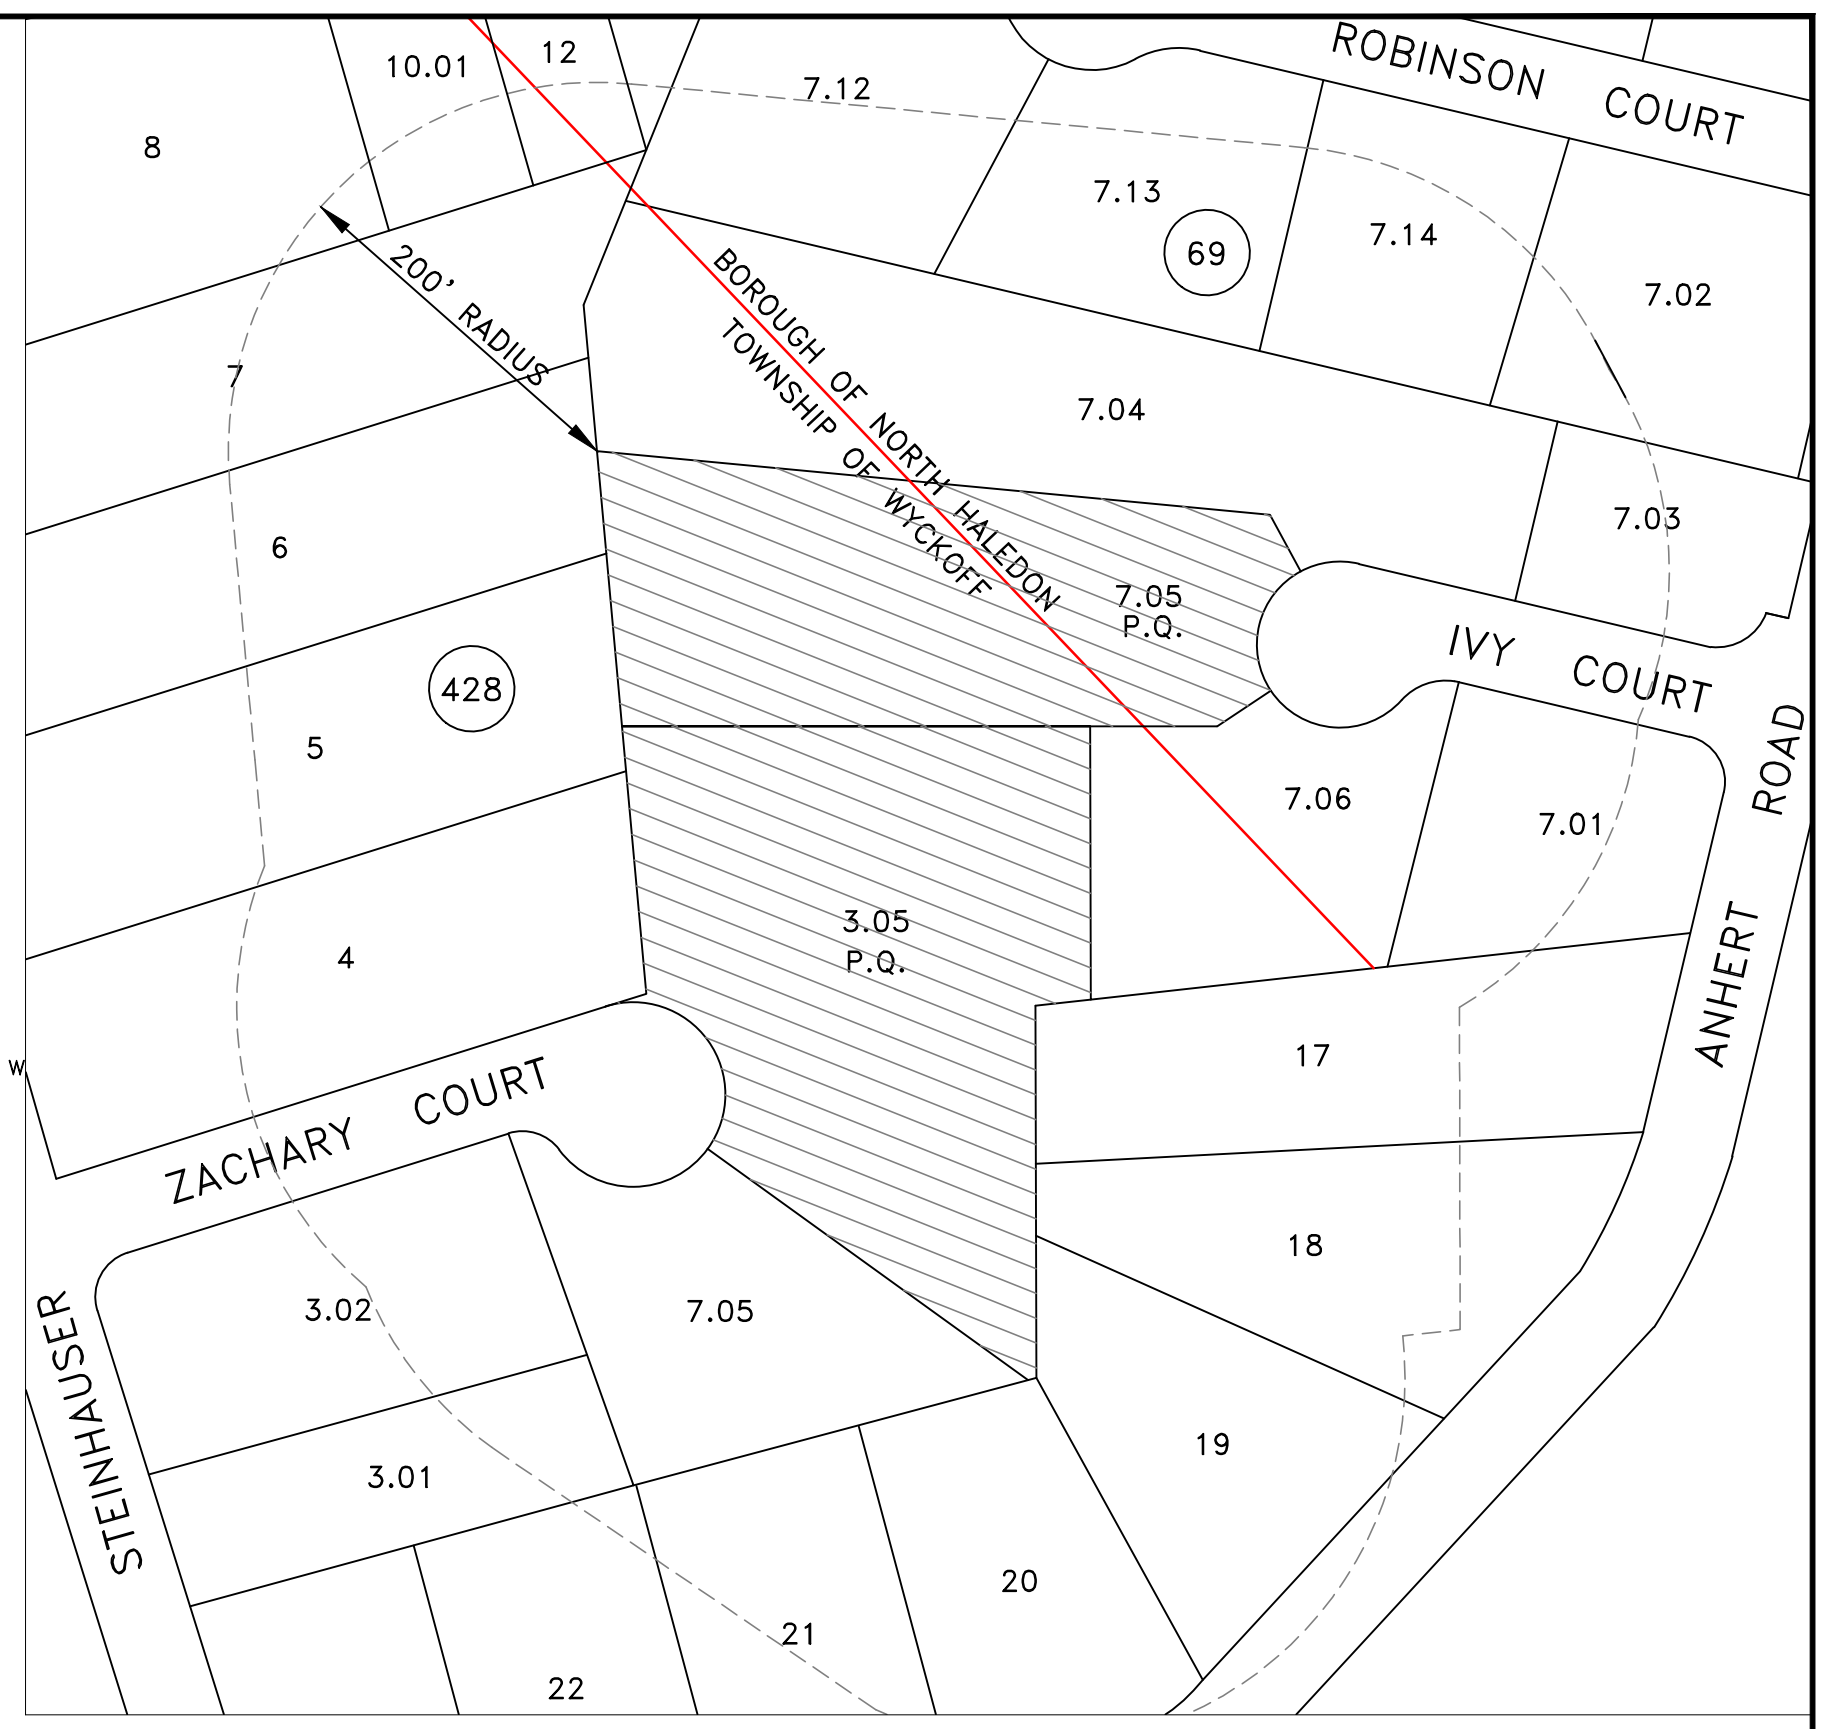 ROBINSON COURT
10.01
12
7.12
8
7.13
69
7.14
7.02
200' RADIUS
BOROUGH OF NORTH HALEDON
TOWNSHIP OF WYCKOFF
7
7.04
7.03
6
7.05
P.Q.
IVY COURT
428
5
7.06
7.01
ANHERT ROAD
3.05
P.Q.
4
17
W
ZACHARY COURT
18
3.02
7.05
STEINHAUSER
19
3.01
20
21
22